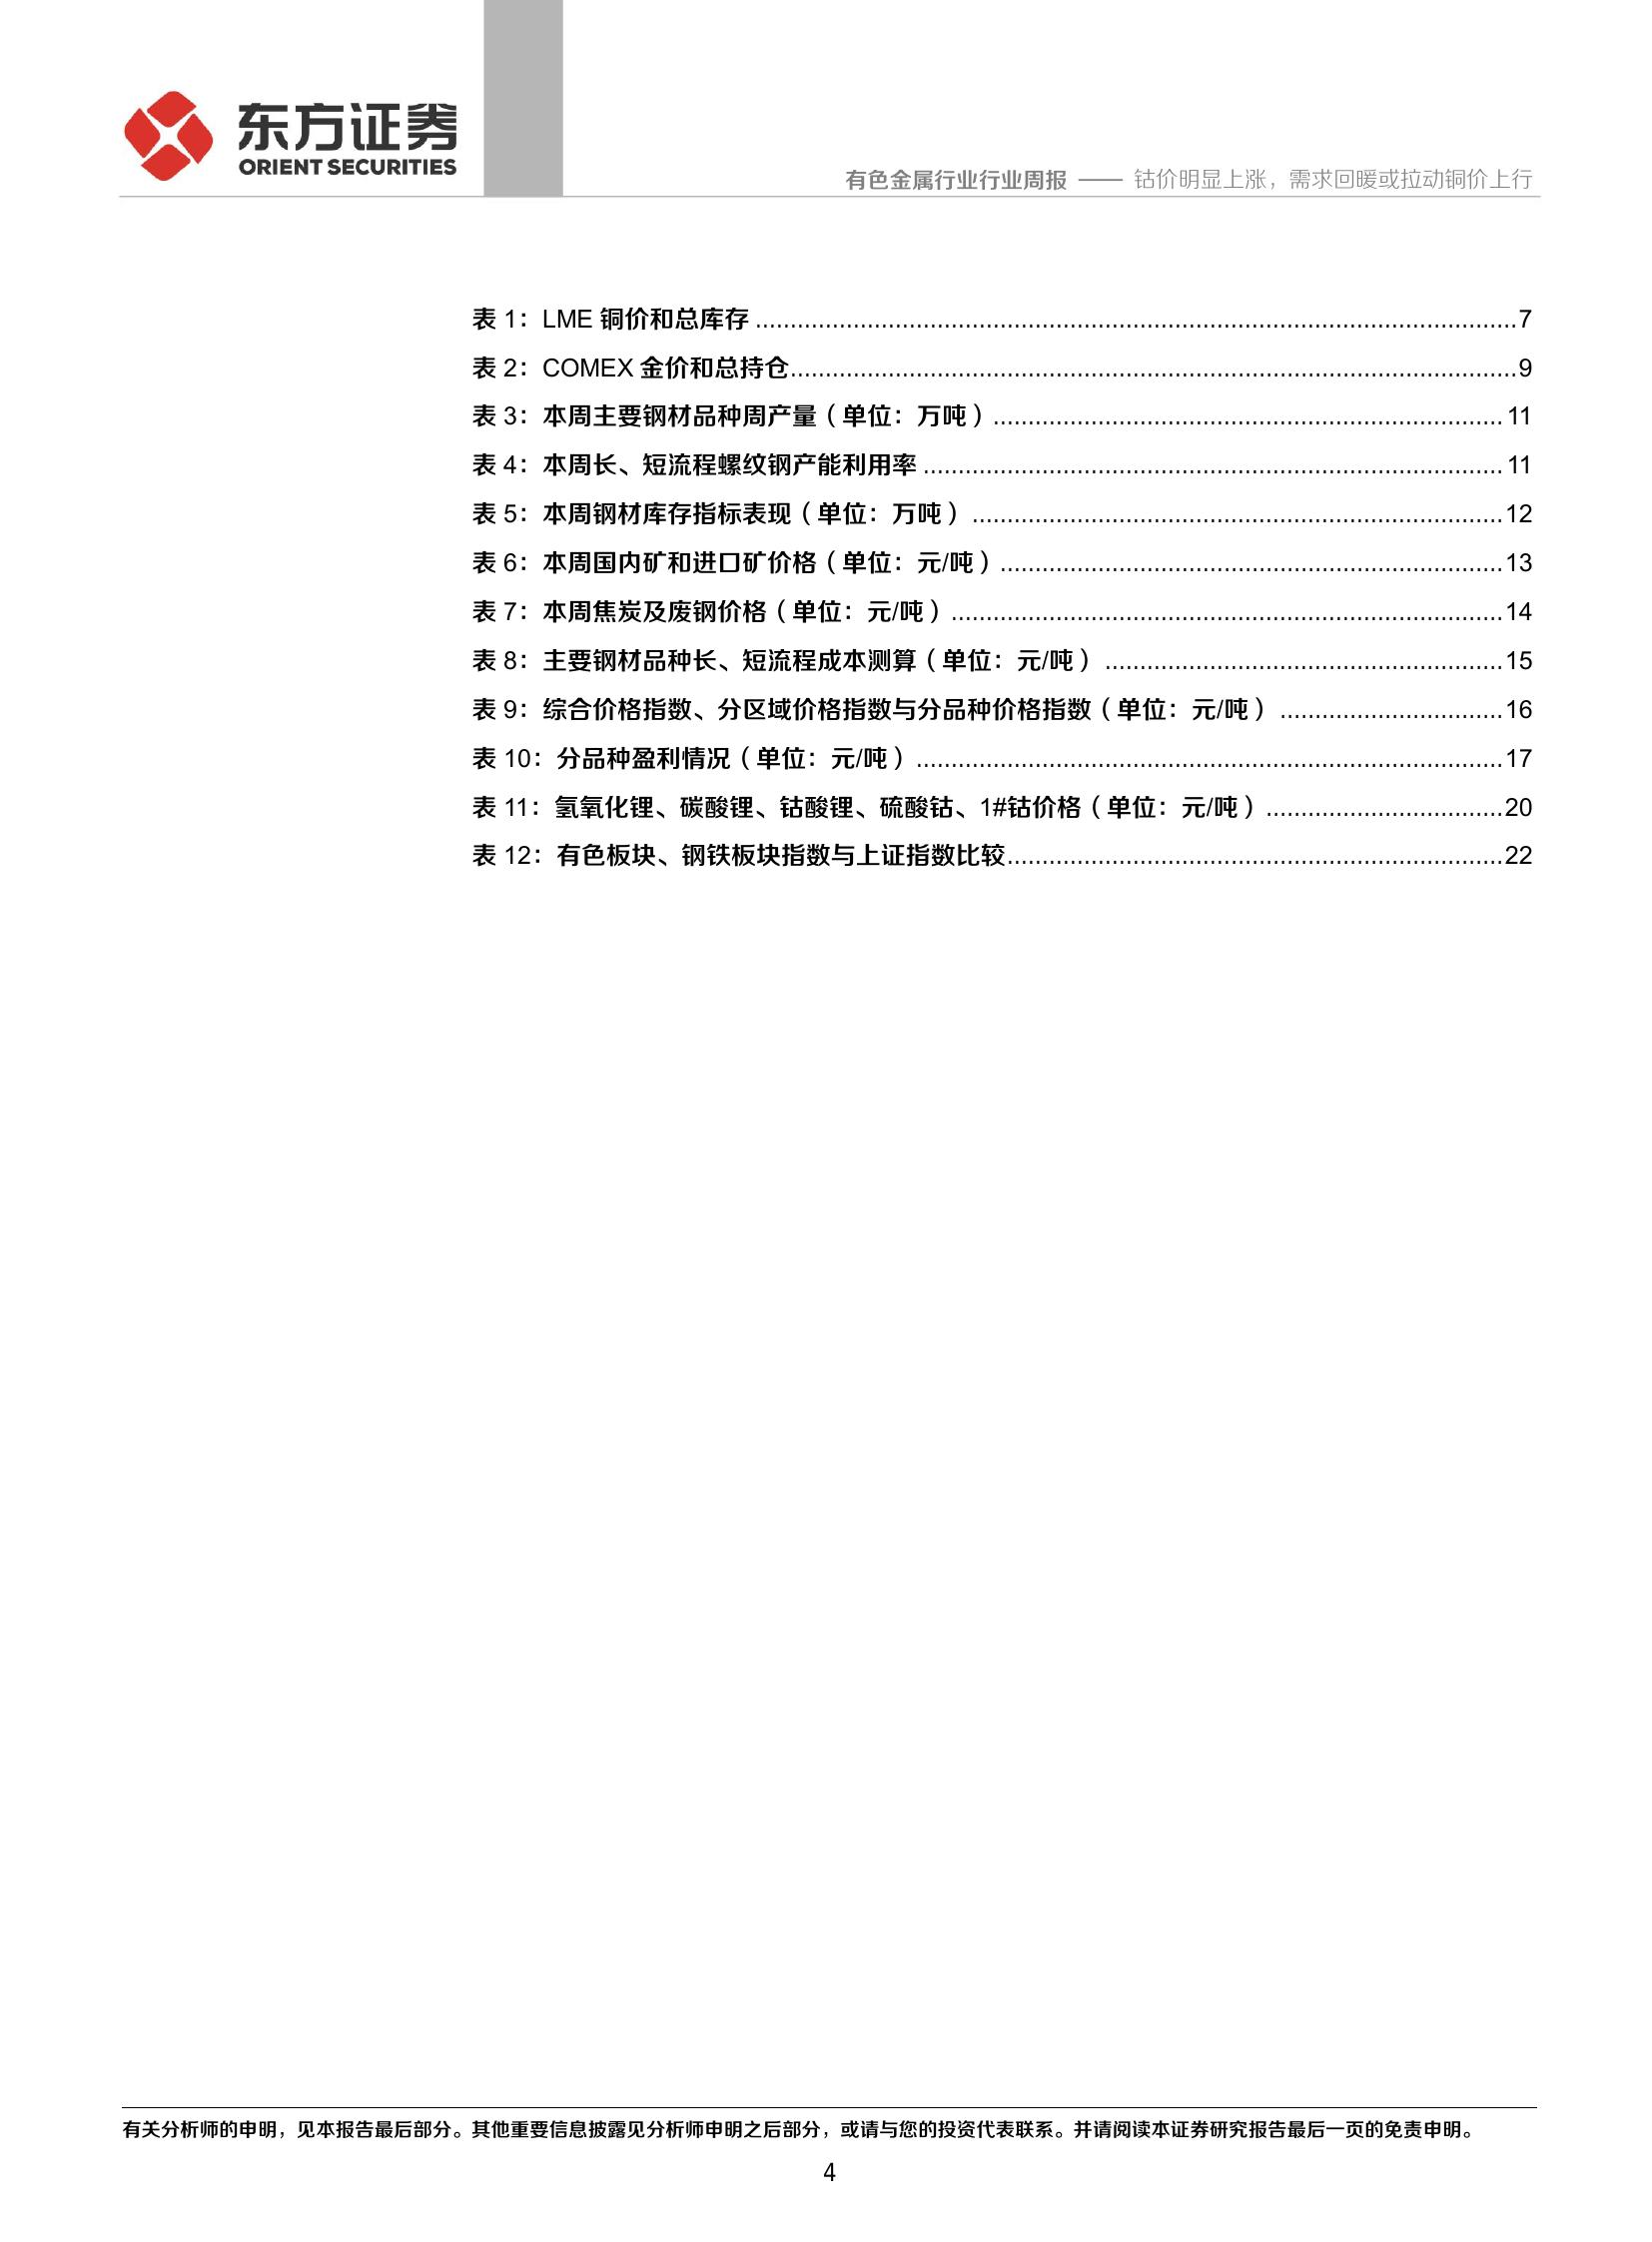 东方证券
ORIENT SECURITIES
有色金属行业行业周报 —— 钴价明显上涨，需求回暖或拉动铜价上行
表 1：LME 铜价和总库存 ................................................................ 7
表 2：COMEX 金价和总持仓 ................................................................ 9
表 3：本周主要钢材品种周产量（单位：万吨） ................................................................ 11
表 4：本周长、短流程螺纹钢产能利用率 ................................................................ 11
表 5：本周钢材库存指标表现（单位：万吨） ................................................................ 12
表 6：本周国内矿和进口矿价格（单位：元/吨） ................................................................ 13
表 7：本周焦炭及废钢价格（单位：元/吨） ................................................................ 14
表 8：主要钢材品种长、短流程成本测算（单位：元/吨） ................................................................ 15
表 9：综合价格指数、分区域价格指数与分品种价格指数（单位：元/吨） ................................ 16
表 10：分品种盈利情况（单位：元/吨） ................................................................ 17
表 11：氢氧化锂、碳酸锂、钴酸锂、硫酸钴、1#钴价格（单位：元/吨） ................................ 20
表 12：有色板块、钢铁板块指数与上证指数比较 ................................................................ 22
有关分析师的申明，见本报告最后部分。其他重要信息披露见分析师申明之后部分，或请与您的投资代表联系。并请阅读本证券研究报告最后一页的免责申明。
4